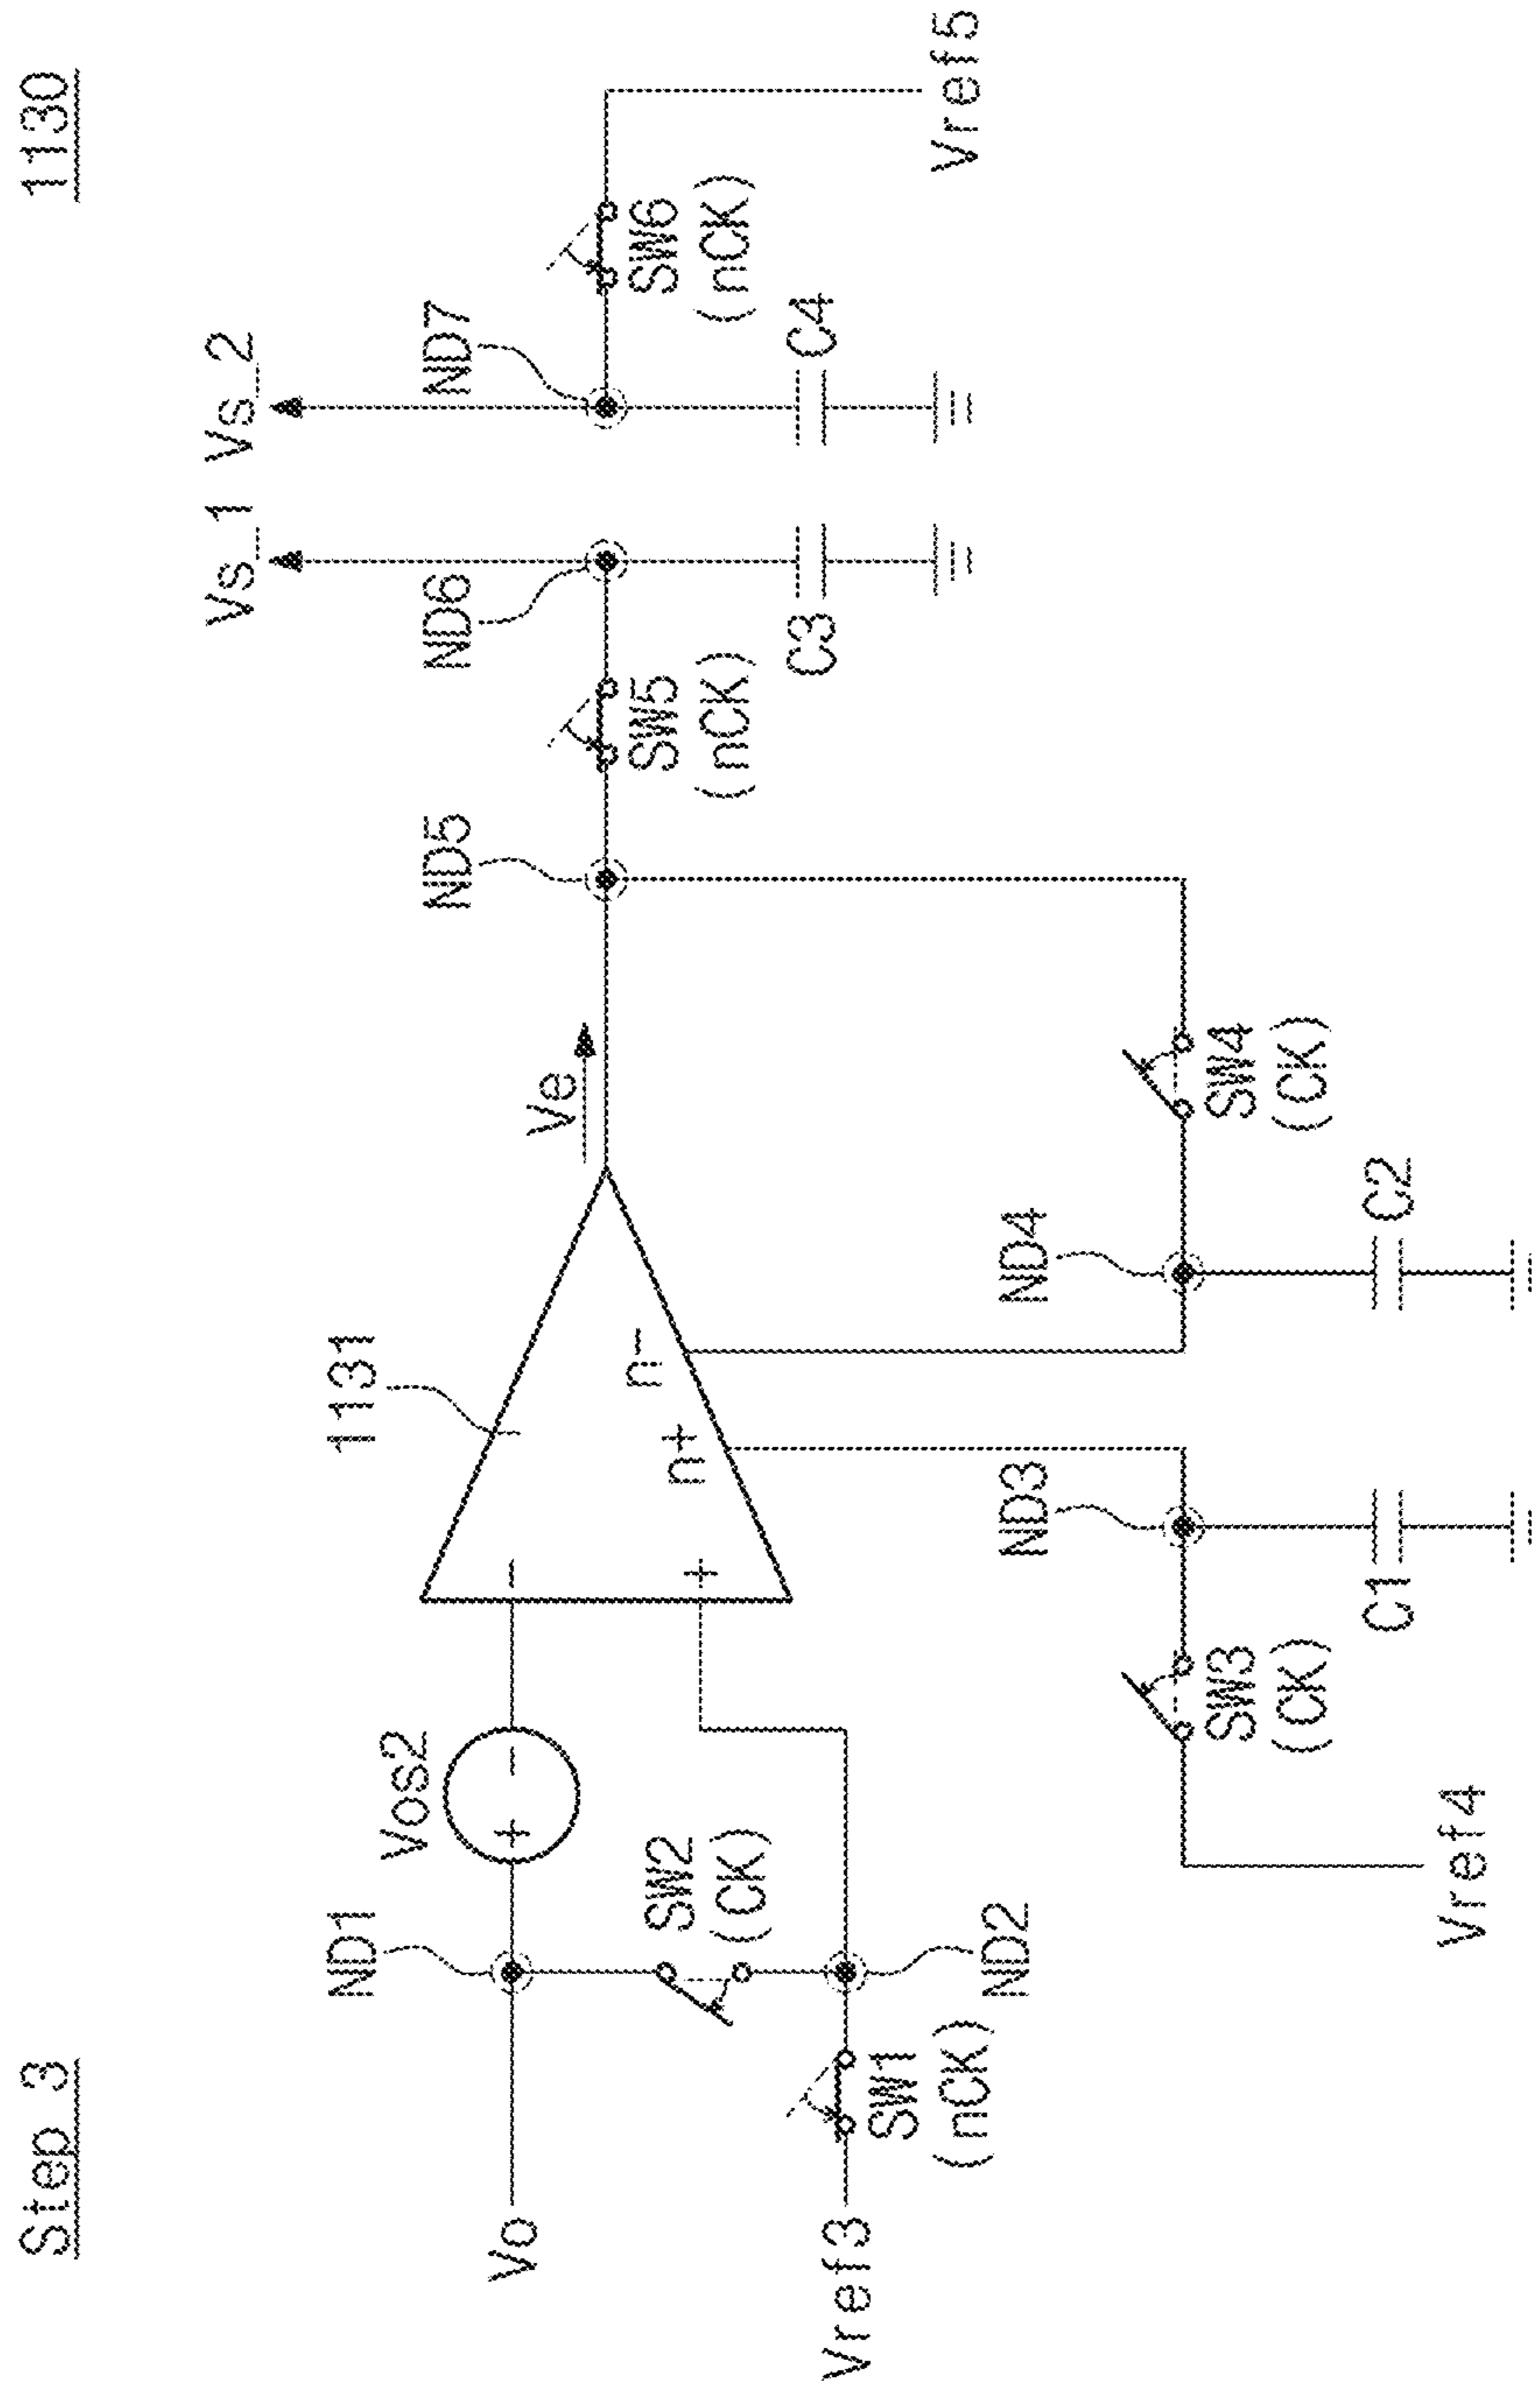 Step 3
1130
Vs_1
Vs_2
1131
Vos2
ND1
Ve
ND5
ND6
ND7
Vo
−
+
−
n−
n+
+
SW2
(CK)
SW5
(nCK)
SW6
(nCK)
C3
C4
Vref3
SW1
(nCK)
ND2
Vref5
ND3
ND4
SW3
(CK)
SW4
(CK)
C1
C2
Vref4